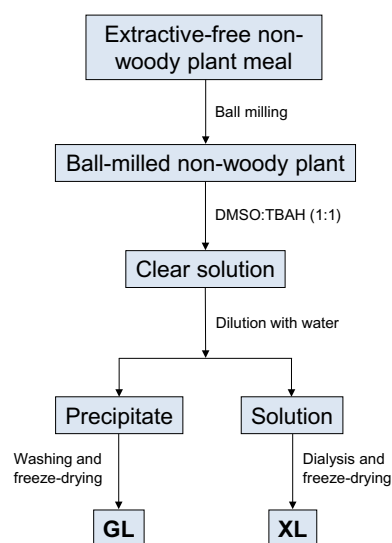 Extractive-free non-
woody plant meal
Ball milling
Ball-milled non-woody plant
DMSO:TBAH (1:1)
Clear solution
Dilution with water
Precipitate
Solution
Washing and
freeze-drying
Dialysis and
freeze-drying
GL
XL